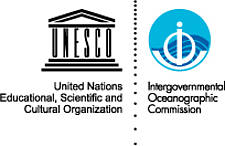 UNESCO
United Nations
Educational, Scientific and
Cultural Organization
Intergovernmental
Oceanographic
Commission